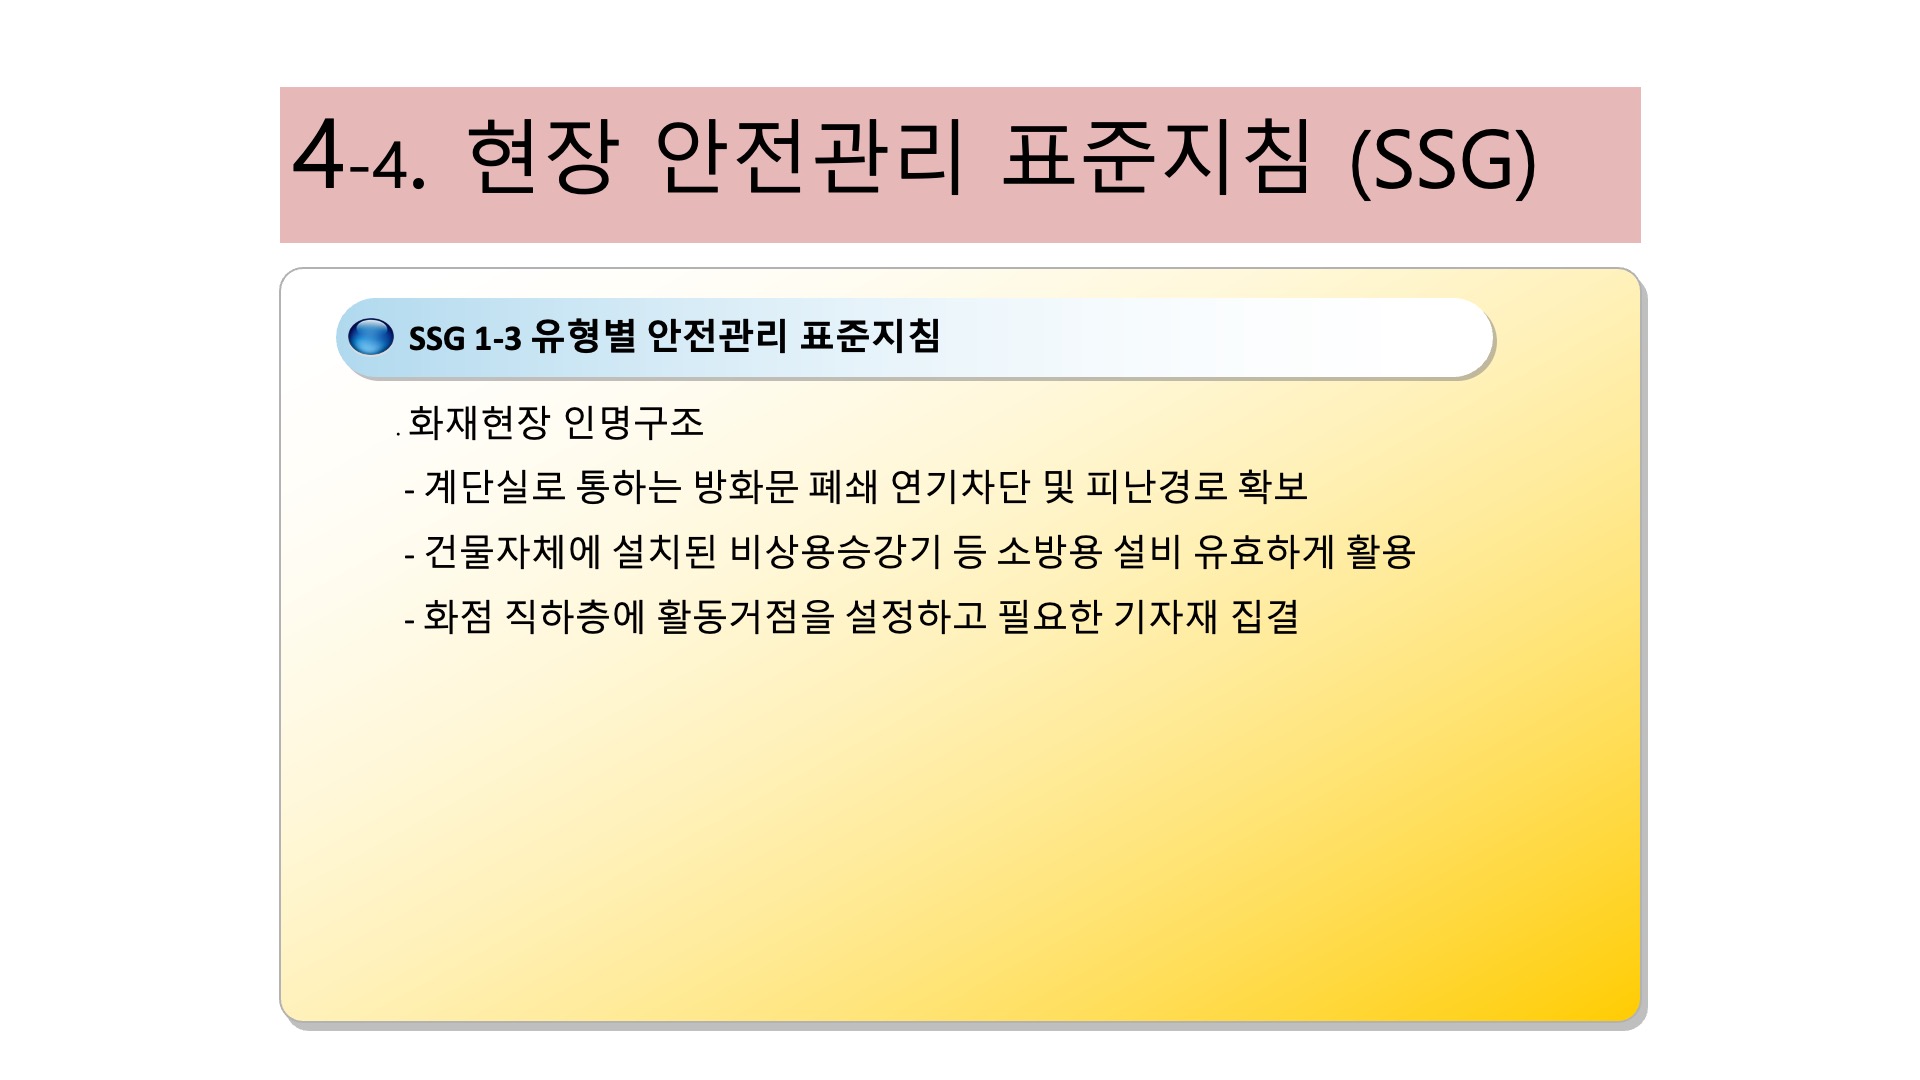 4-4. 현장 안전관리 표준지침 (SSG)
SSG 1-3 유형별 안전관리 표준지침
. 화재현장 인명구조
- 계단실로 통하는 방화문 폐쇄 연기차단 및 피난경로 확보
- 건물자체에 설치된 비상용승강기 등 소방용 설비 유효하게 활용
- 화점 직하층에 활동거점을 설정하고 필요한 기자재 집결